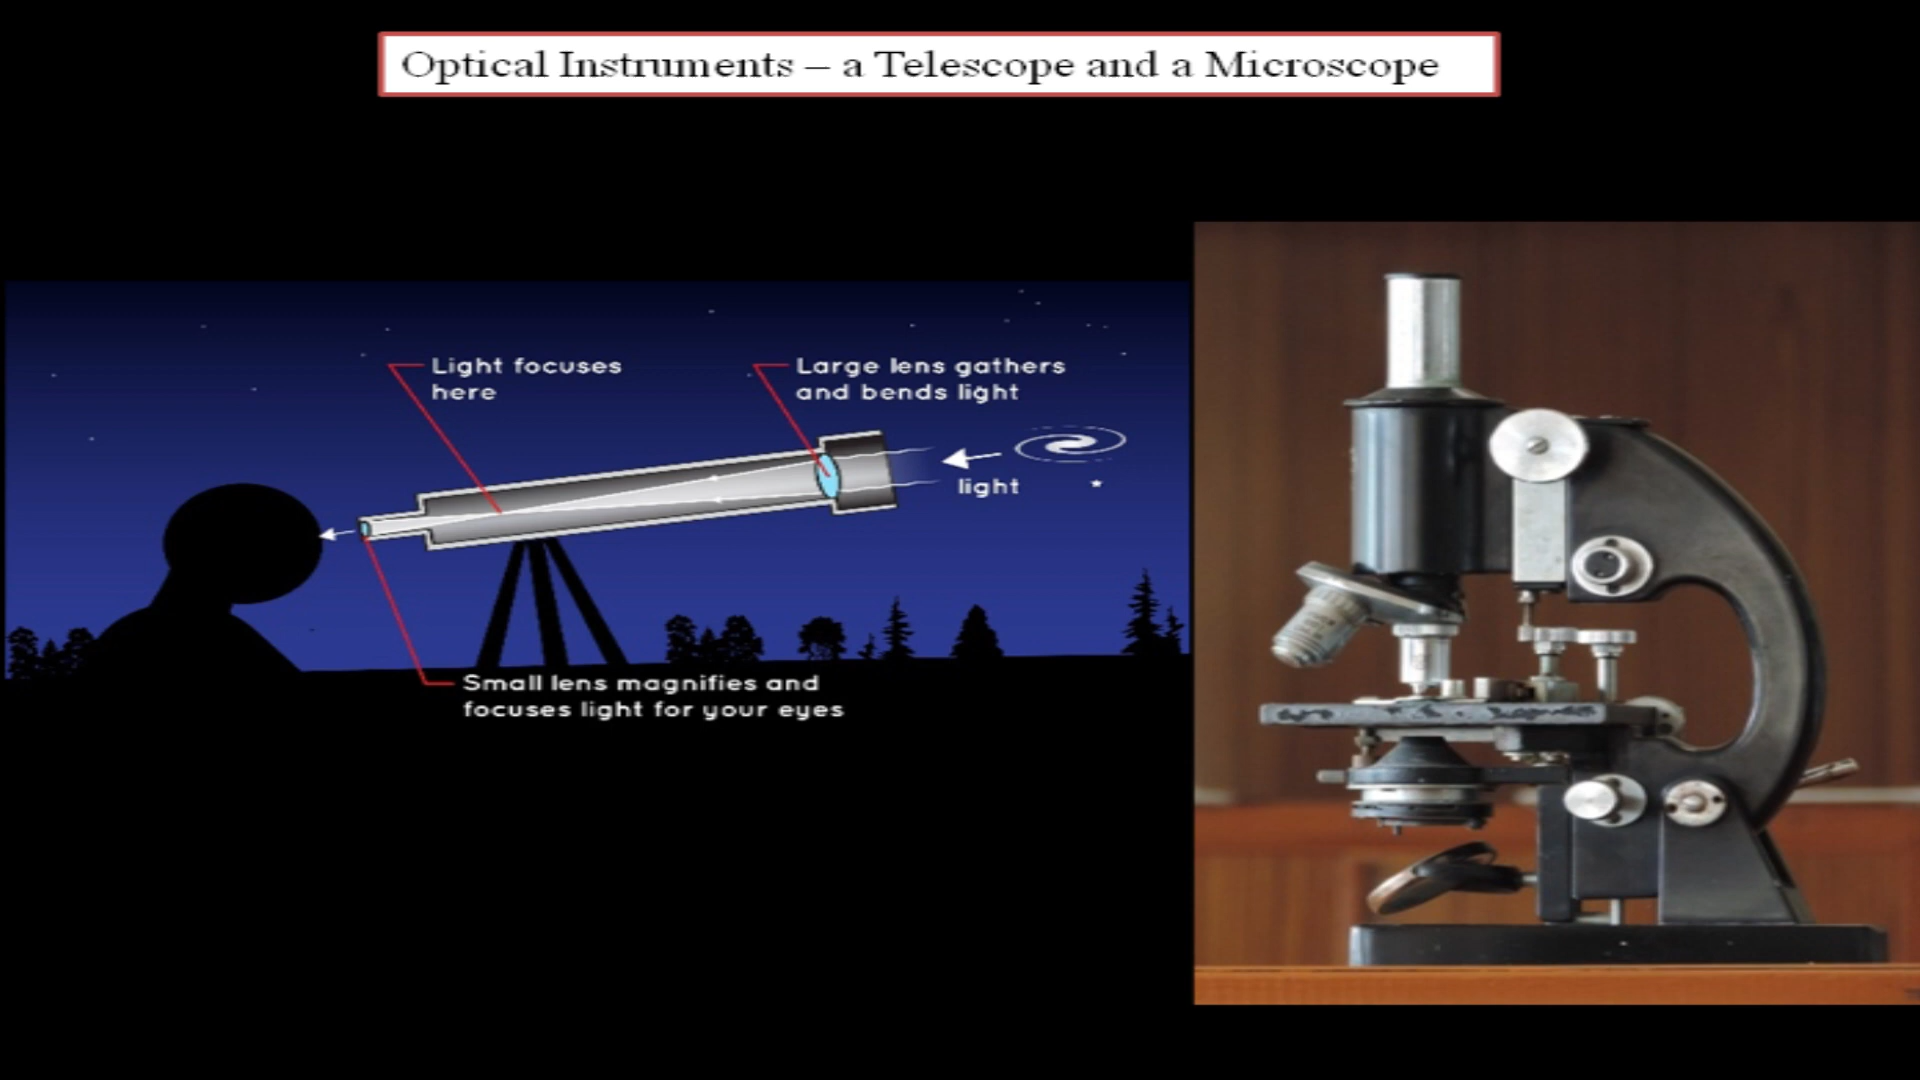 Optical Instruments – a Telescope and a Microscope
Light focuses
here
Large lens gathers
and bends light
light
Small lens magnifies and
focuses light for your eyes